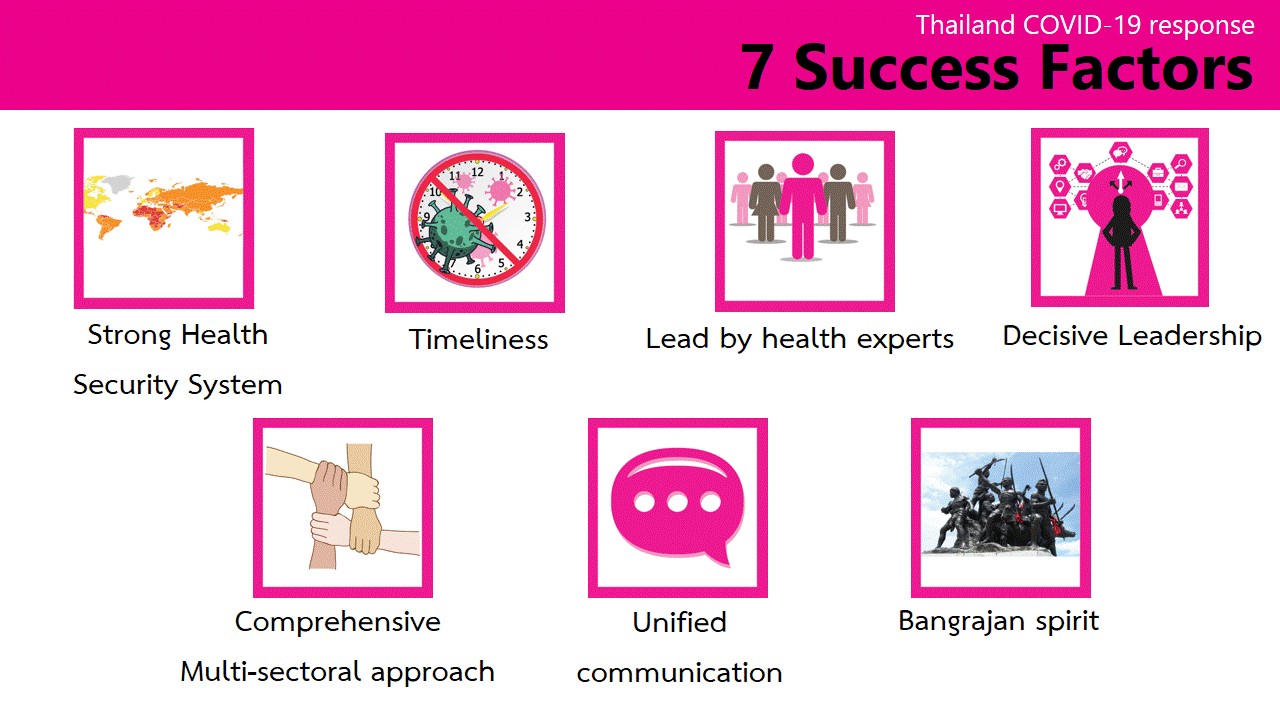 Thailand COVID-19 response
7 Success Factors
11 12 1
10 2
9 3
4
6 5
Strong Health
Security System
Timeliness
Lead by health experts
Decisive Leadership
Comprehensive
Multi-sectoral approach
Unified
communication
Bangrajan spirit